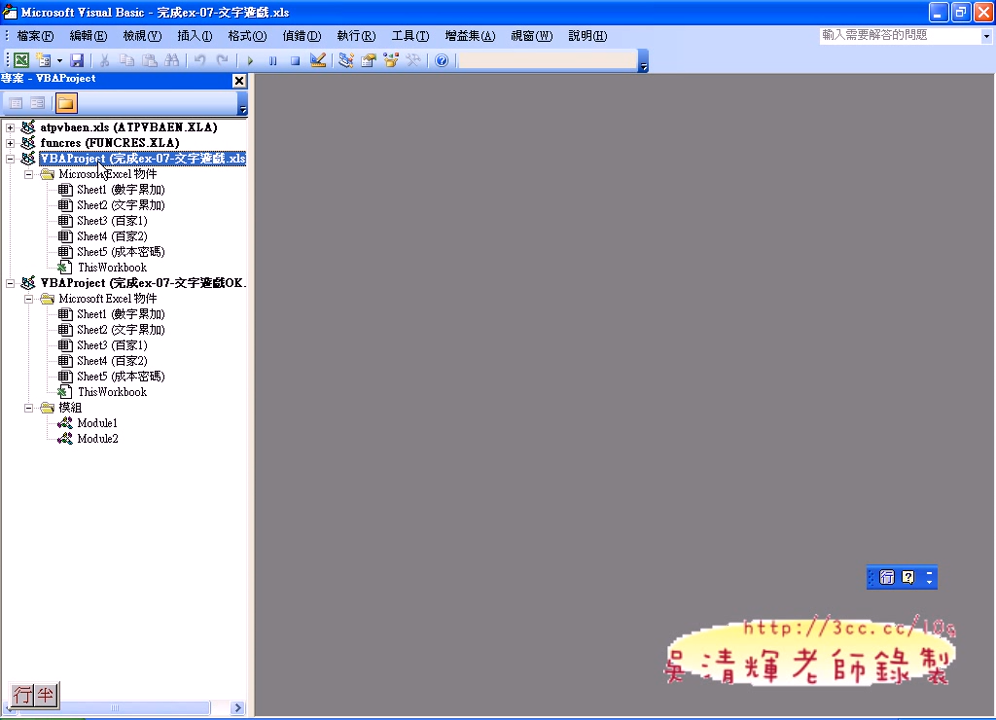 Microsoft Visual Basic - 完成ex-07-文字遊戲.xls
檔案(F) 編輯(E) 檢視(V) 插入(I) 格式(O) 偵錯(D) 執行(R) 工具(T) 增益集(A) 視窗(W) 說明(H) 輸入需要解答的問題
專案 - VBAProject
atpvbaen.xls (ATPVBAEN.XLA)
funcres (FUNCRES.XLA)
VBAProject (完成ex-07-文字遊戲.xls
Microsoft Excel 物件
Sheet1 (數字累加)
Sheet2 (文字累加)
Sheet3 (百家1)
Sheet4 (百家2)
Sheet5 (成本密碼)
ThisWorkbook
VBAProject (完成ex-07-文字遊戲OK.
Microsoft Excel 物件
Sheet1 (數字累加)
Sheet2 (文字累加)
Sheet3 (百家1)
Sheet4 (百家2)
Sheet5 (成本密碼)
ThisWorkbook
模組
Module1
Module2
行
http://3cc.cc/10q
吳清輝老師錄製
行半